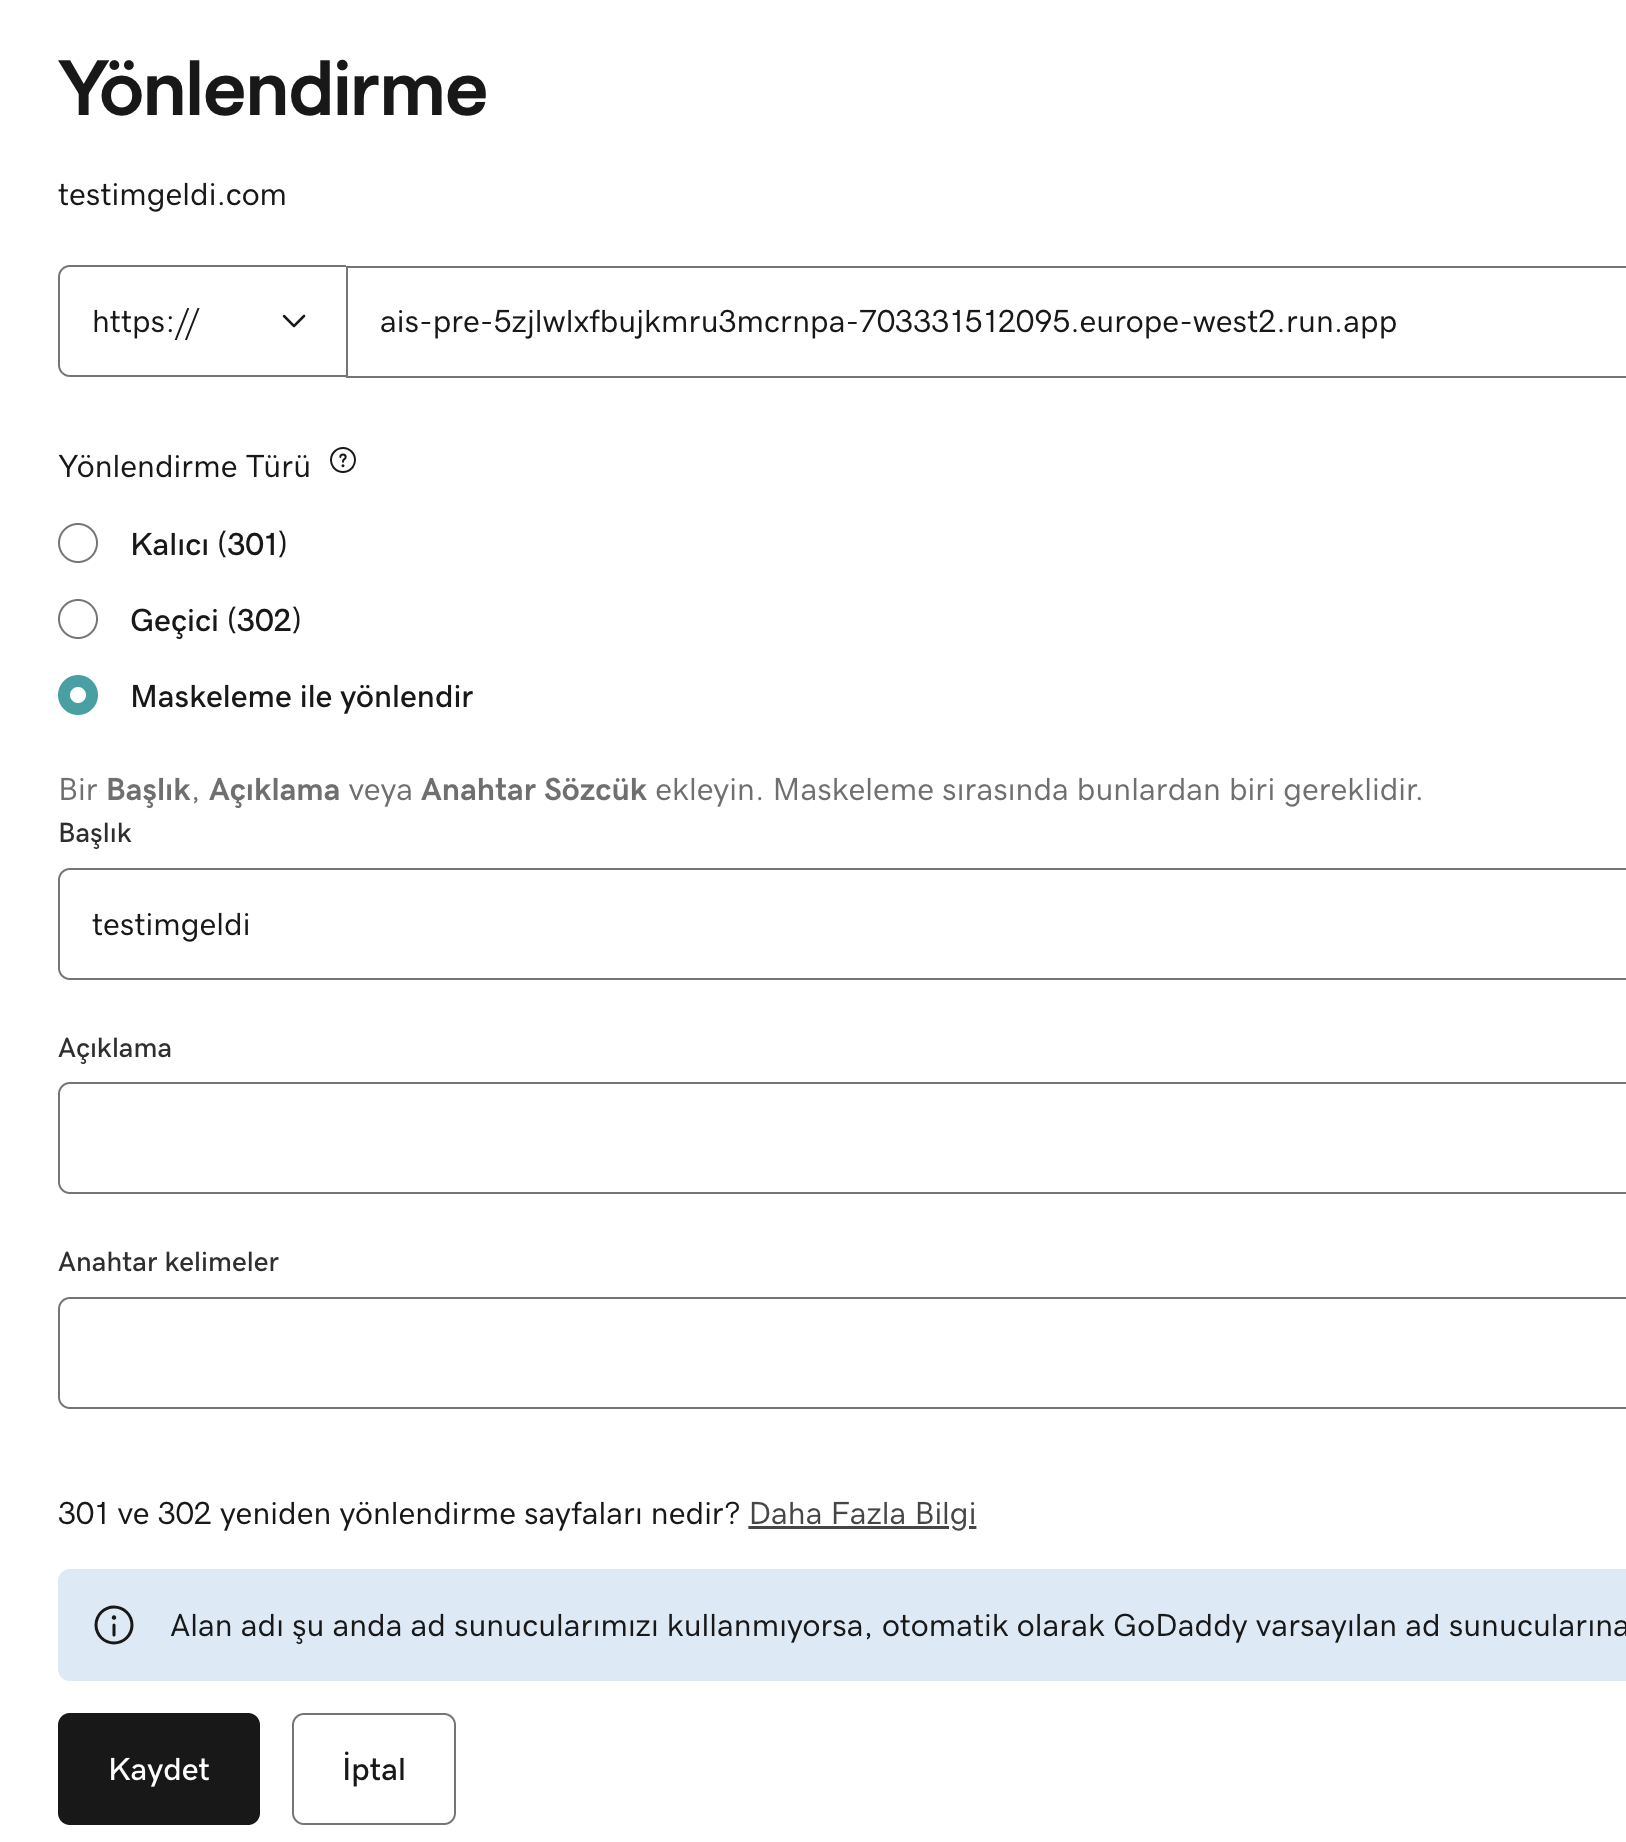 Yönlendirme
testimgeldi.com
https://
ais-pre-5zjlwlxfbujkmru3mcrnpa-703331512095.europe-west2.run.app
Yönlendirme Türü ?
Kalıcı (301)
Geçici (302)
Maskeleme ile yönlendir
Bir Başlık, Açıklama veya Anahtar Sözcük ekleyin. Maskeleme sırasında bunlardan biri gereklidir.
Başlık
testimgeldi
Açıklama
Anahtar kelimeler
301 ve 302 yeniden yönlendirme sayfaları nedir? Daha Fazla Bilgi
Alan adı şu anda ad sunucularımızı kullanmıyorsa, otomatik olarak GoDaddy varsayılan ad sunucularına
Kaydet
İptal